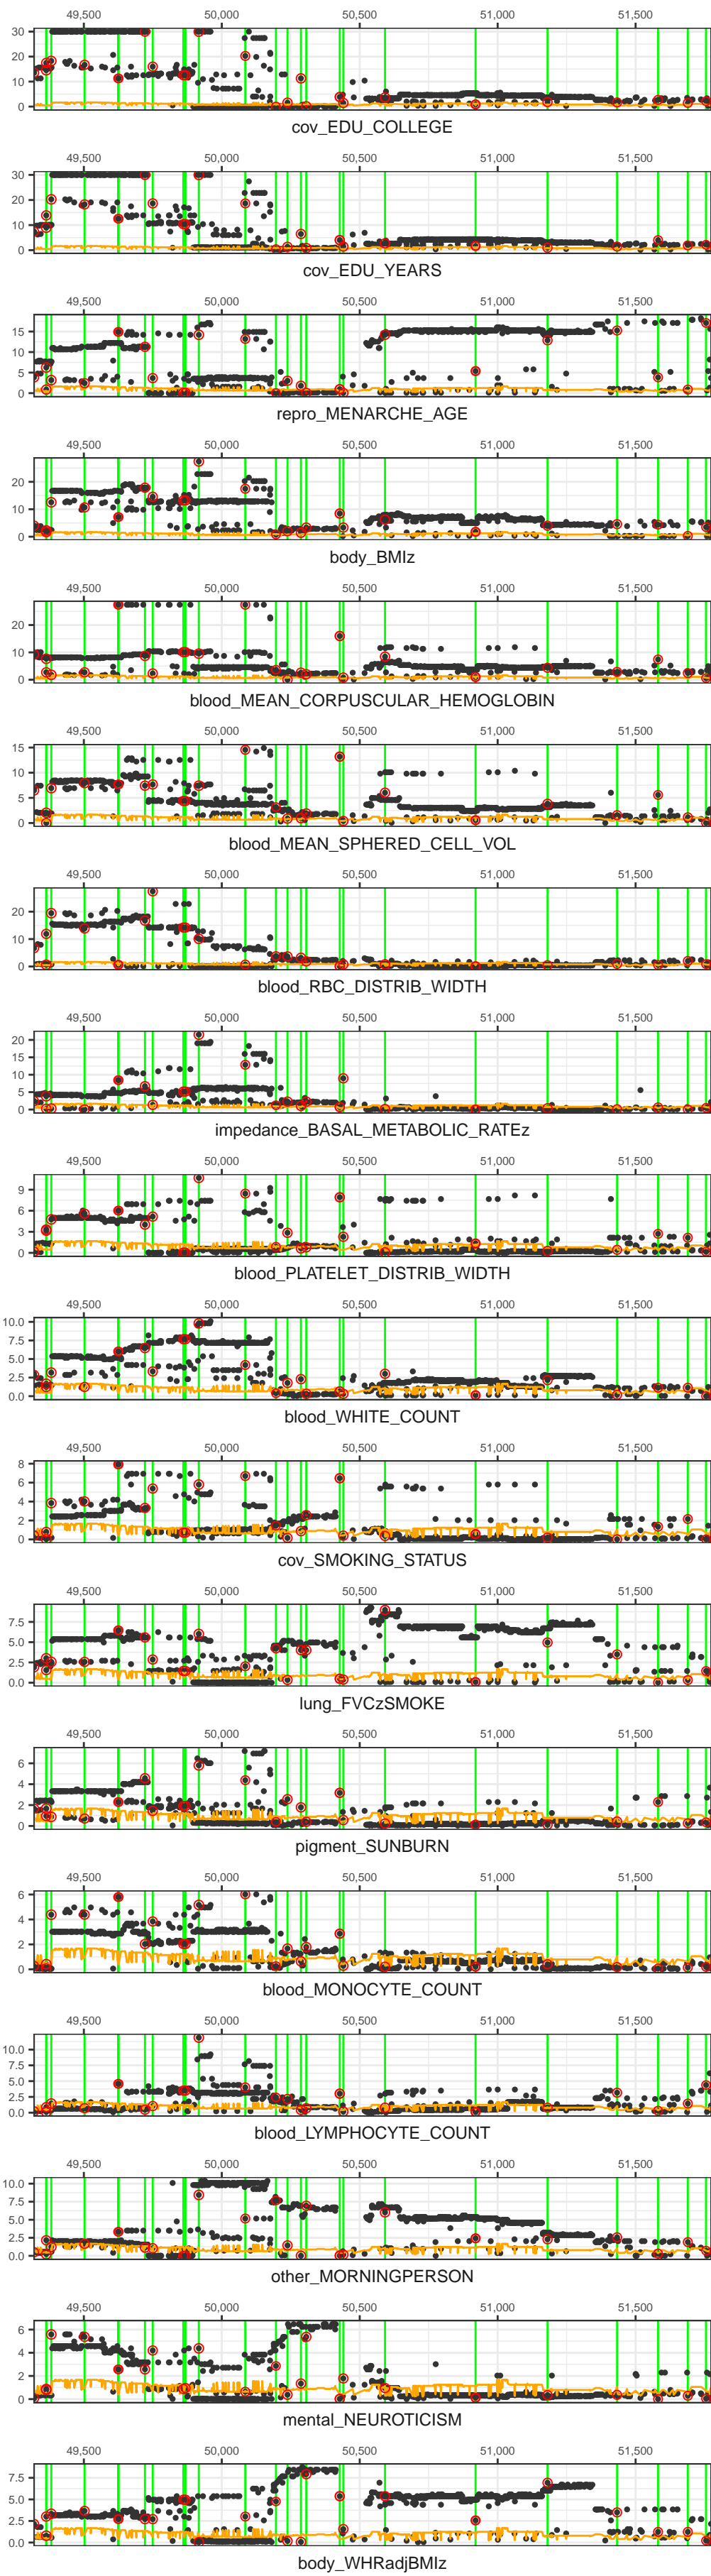 49,500 50,000 50,500 51,000 51,500
30
20
10
0
cov_EDU_COLLEGE
49,500 50,000 50,500 51,000 51,500
30
20
10
0
cov_EDU_YEARS
49,500 50,000 50,500 51,000 51,500
15
10
5
0
repro_MENARCHE_AGE
49,500 50,000 50,500 51,000 51,500
20
10
0
body_BMIz
49,500 50,000 50,500 51,000 51,500
20
10
0
blood_MEAN_CORPUSCULAR_HEMOGLOBIN
49,500 50,000 50,500 51,000 51,500
15
10
5
0
blood_MEAN_SPHERED_CELL_VOL
49,500 50,000 50,500 51,000 51,500
20
10
0
blood_RBC_DISTRIB_WIDTH
49,500 50,000 50,500 51,000 51,500
20
15
10
5
0
impedance_BASAL_METABOLIC_RATEz
49,500 50,000 50,500 51,000 51,500
9
6
3
0
blood_PLATELET_DISTRIB_WIDTH
49,500 50,000 50,500 51,000 51,500
10.0
7.5
5.0
2.5
0.0
blood_WHITE_COUNT
49,500 50,000 50,500 51,000 51,500
8
6
4
2
0
cov_SMOKING_STATUS
49,500 50,000 50,500 51,000 51,500
7.5
5.0
2.5
0.0
lung_FVCzSMOKE
49,500 50,000 50,500 51,000 51,500
6
4
2
0
pigment_SUNBURN
49,500 50,000 50,500 51,000 51,500
6
4
2
0
blood_MONOCYTE_COUNT
49,500 50,000 50,500 51,000 51,500
10.0
7.5
5.0
2.5
0.0
blood_LYMPHOCYTE_COUNT
49,500 50,000 50,500 51,000 51,500
10.0
7.5
5.0
2.5
0.0
other_MORNINGPERSON
49,500 50,000 50,500 51,000 51,500
6
4
2
0
mental_NEUROTICISM
49,500 50,000 50,500 51,000 51,500
7.5
5.0
2.5
0.0
body_WHRadjBMIz